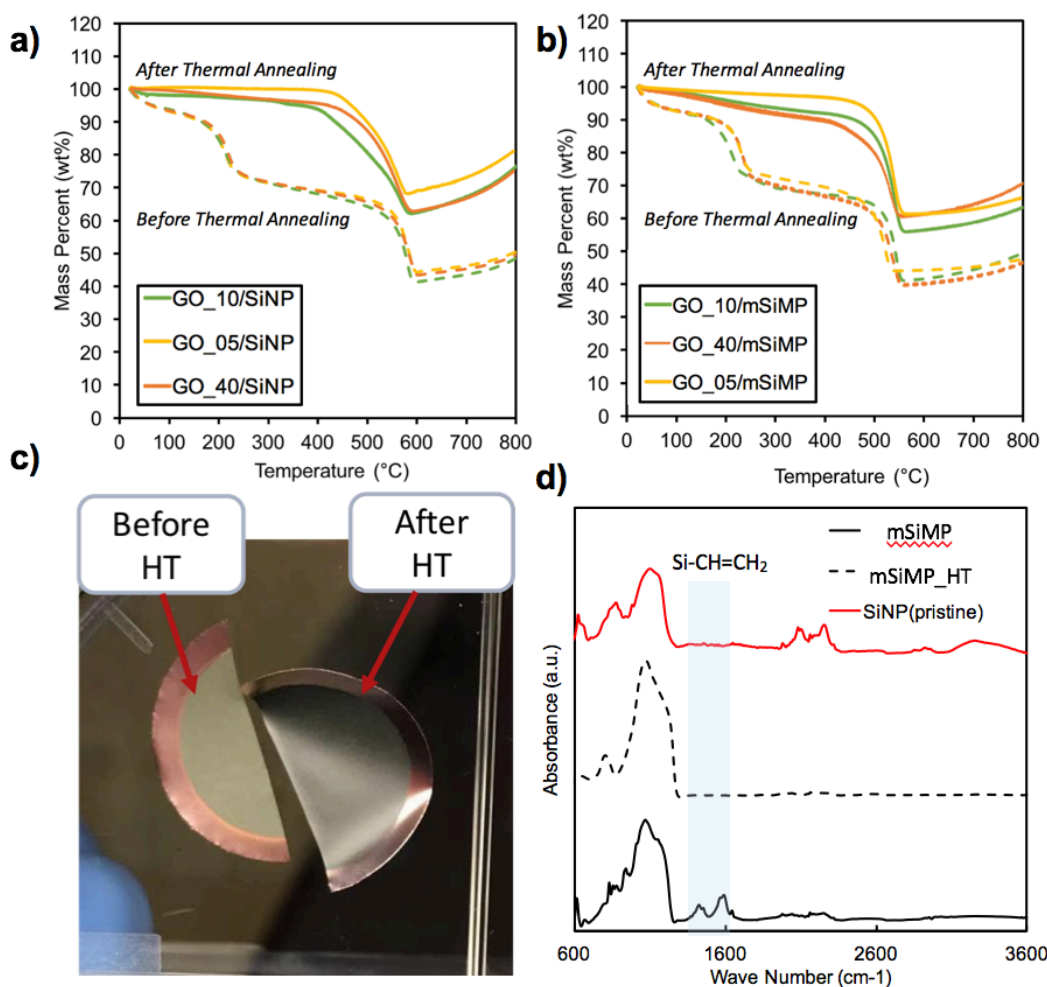 a)
After Thermal Annealing
Before Thermal Annealing
GO_10/SiNP
GO_05/SiNP
GO_40/SiNP
Mass Percent (wt%)
120
110
100
90
80
70
60
50
40
30
20
10
0
0 100 200 300 400 500 600 700 800
Temperature (°C)
b)
After Thermal Annealing
Before Thermal Annealing
GO_10/mSiMP
GO_40/mSiMP
GO_05/mSiMP
Mass Percent (wt%)
120
110
100
90
80
70
60
50
40
30
20
10
0
0 100 200 300 400 500 600 700 800
Temperature (°C)
c)
Before
HT
After
HT
d)
mSiMP
mSiMP_HT
SiNP(pristine)
Si-CH=CH₂
Absorbance (a.u.)
600 1600 2600 3600
Wave Number (cm-1)